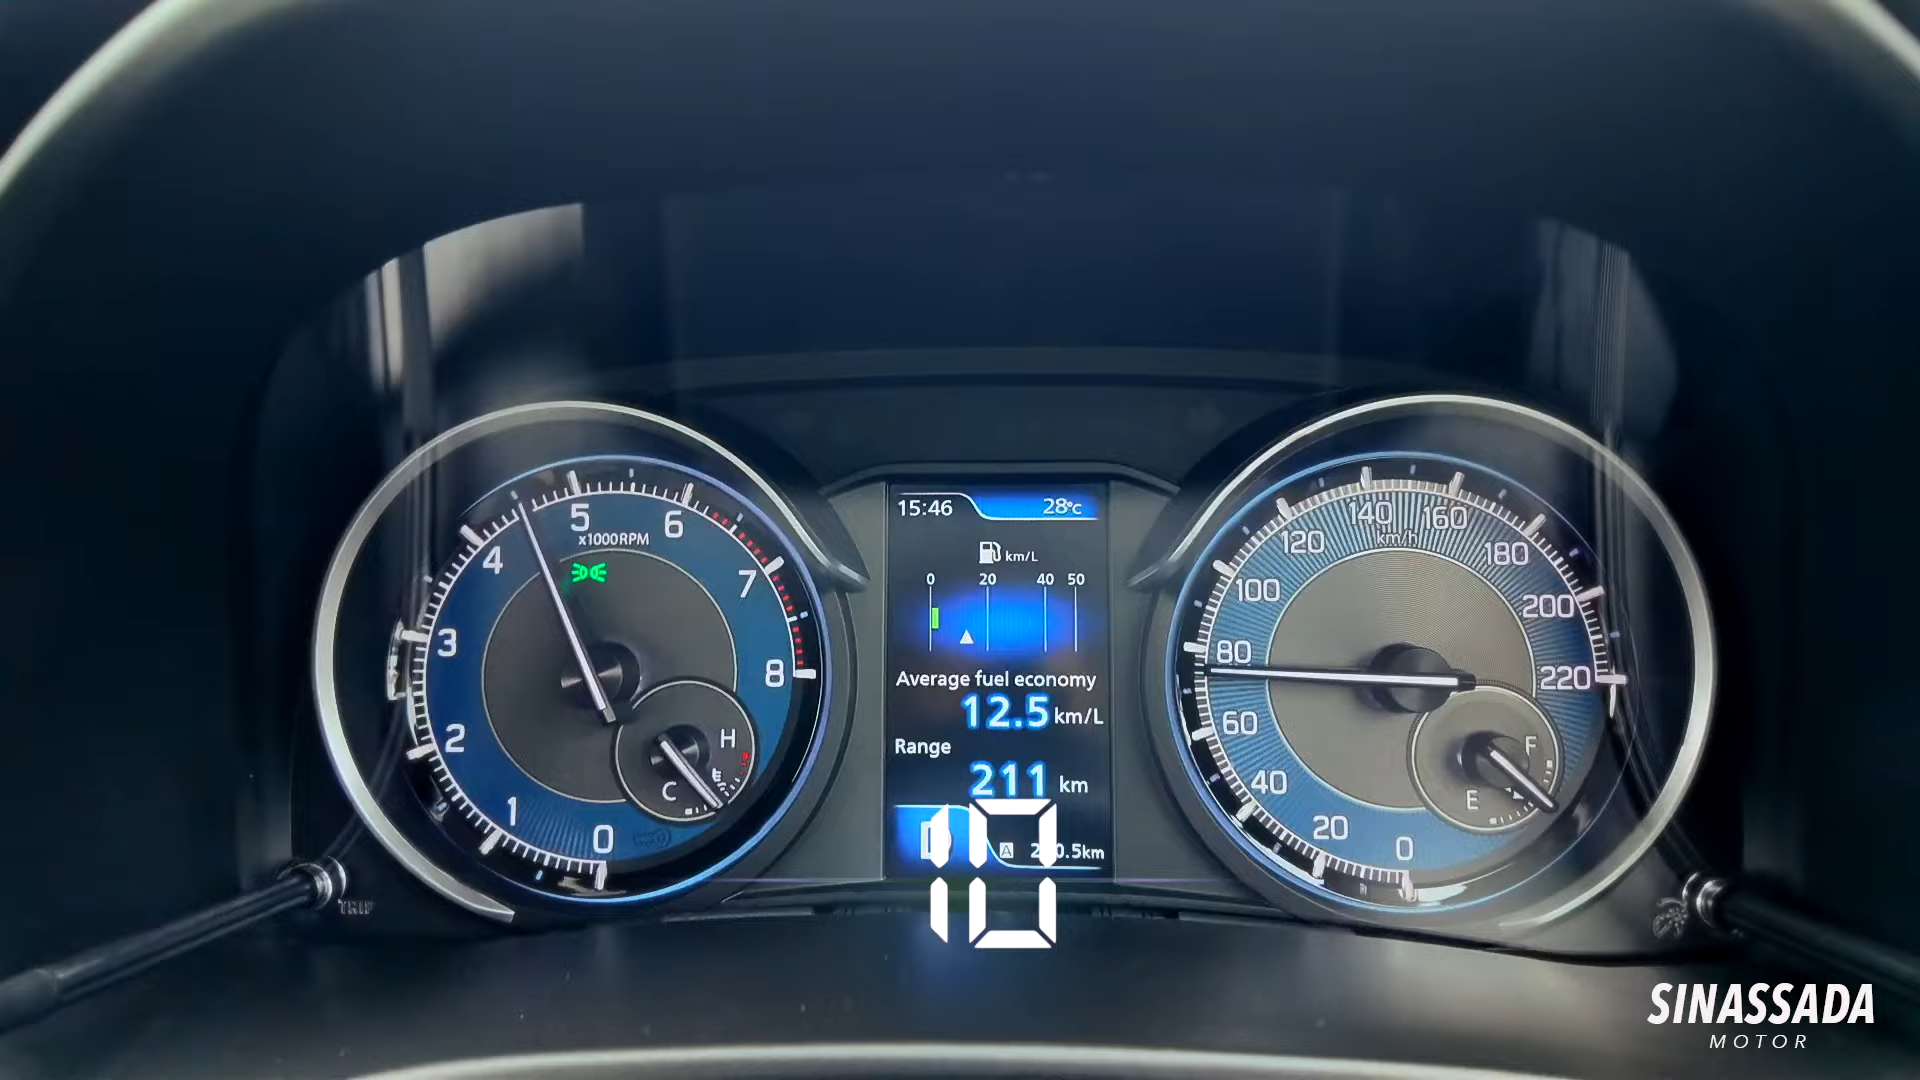 15:46 28°C
km/L
0 20 40 50
Average fuel economy
12.5 km/L
Range
211 km
A
0.5km
10
0 1 2 3 4 5 6 7 8
x1000RPM
H
C
0 20 40 60 80 100 120 140 160 180 200 220
km/h
F
E
TRIP
SINASSADA
MOTOR